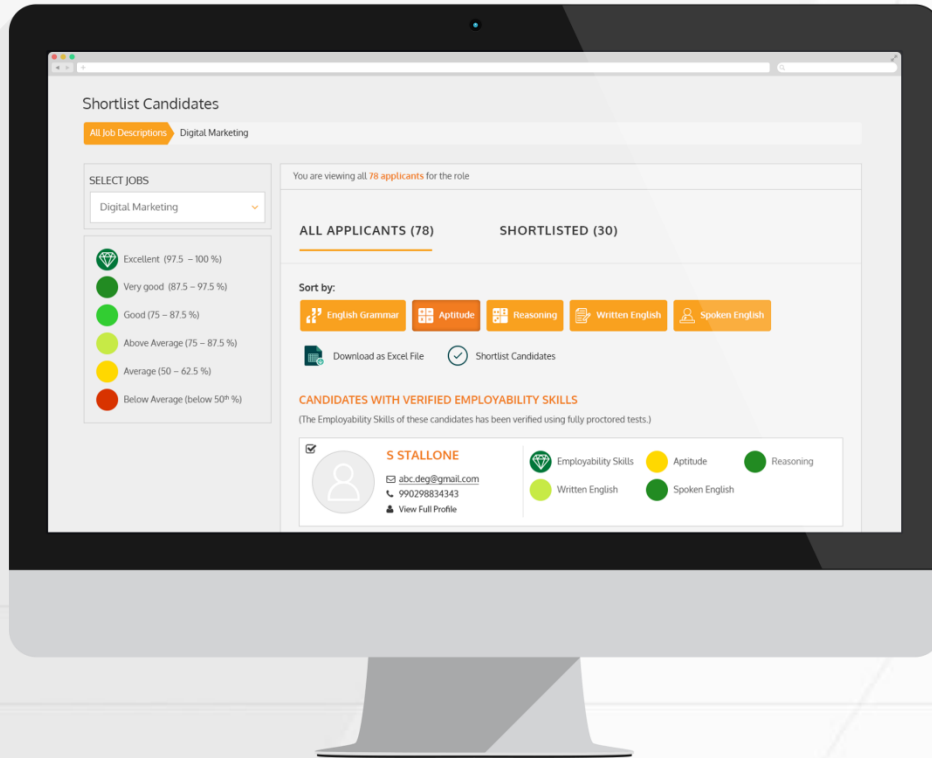 Shortlist Candidates
All Job Descriptions Digital Marketing
SELECT JOBS
Digital Marketing
Excellent (97.5 – 100 %)
Very good (87.5 – 97.5 %)
Good (75 – 87.5 %)
Above Average (75 – 87.5 %)
Average (50 – 62.5 %)
Below Average (below 50th %)
You are viewing all 78 applicants for the role
ALL APPLICANTS (78) SHORTLISTED (30)
Sort by:
English Grammar Aptitude Reasoning Written English Spoken English
Download as Excel File Shortlist Candidates
CANDIDATES WITH VERIFIED EMPLOYABILITY SKILLS
(The Employability Skills of these candidates has been verified using fully proctored tests.)
S STALLONE
abc.deg@gmail.com
990298834343
View Full Profile
Employability Skills Aptitude Reasoning
Written English Spoken English